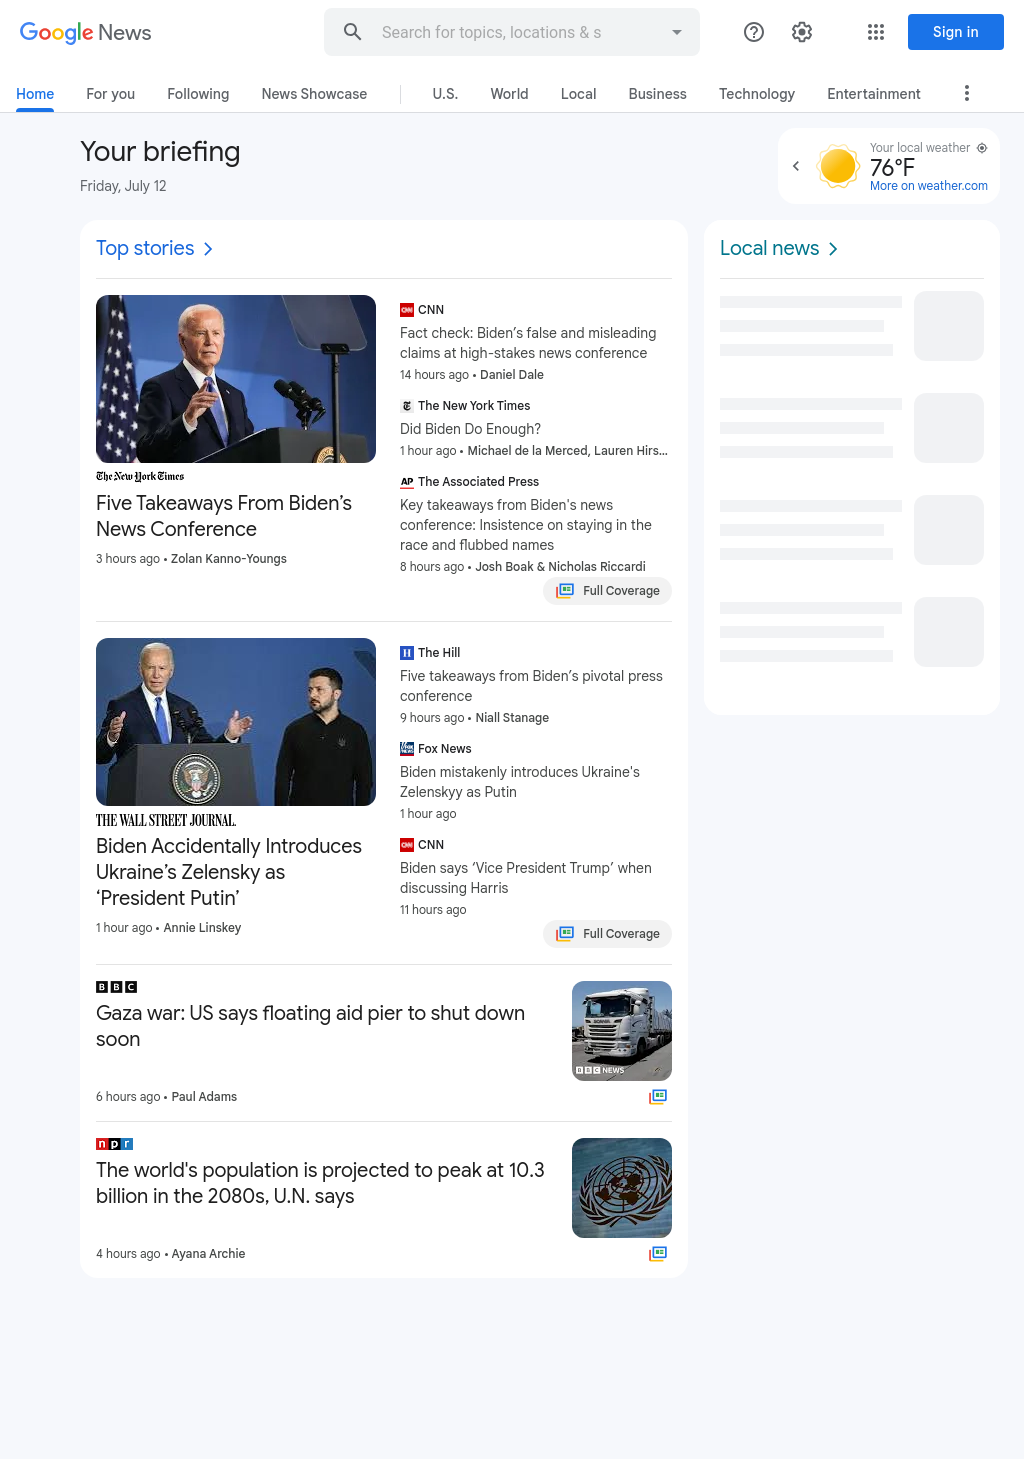 Google News
Search for topics, locations & s
Sign in
Home
For you
Following
News Showcase
U.S.
World
Local
Business
Technology
Entertainment
Your briefing
Friday, July 12
Your local weather
76°F
More on weather.com
Top stories
The New York Times
Five Takeaways From Biden’s
News Conference
3 hours ago • Zolan Kanno-Youngs
CNN
Fact check: Biden’s false and misleading
claims at high-stakes news conference
14 hours ago • Daniel Dale
The New York Times
Did Biden Do Enough?
1 hour ago • Michael de la Merced, Lauren Hirs...
AP The Associated Press
Key takeaways from Biden's news
conference: Insistence on staying in the
race and flubbed names
8 hours ago • Josh Boak & Nicholas Riccardi
Full Coverage
THE WALL STREET JOURNAL.
Biden Accidentally Introduces
Ukraine’s Zelensky as
‘President Putin’
1 hour ago • Annie Linskey
The Hill
Five takeaways from Biden’s pivotal press
conference
9 hours ago • Niall Stanage
Fox News
Biden mistakenly introduces Ukraine's
Zelenskyy as Putin
1 hour ago
CNN
Biden says ‘Vice President Trump’ when
discussing Harris
11 hours ago
Full Coverage
BBC
Gaza war: US says floating aid pier to shut down
soon
6 hours ago • Paul Adams
BBC NEWS
npr
The world's population is projected to peak at 10.3
billion in the 2080s, U.N. says
4 hours ago • Ayana Archie
Local news